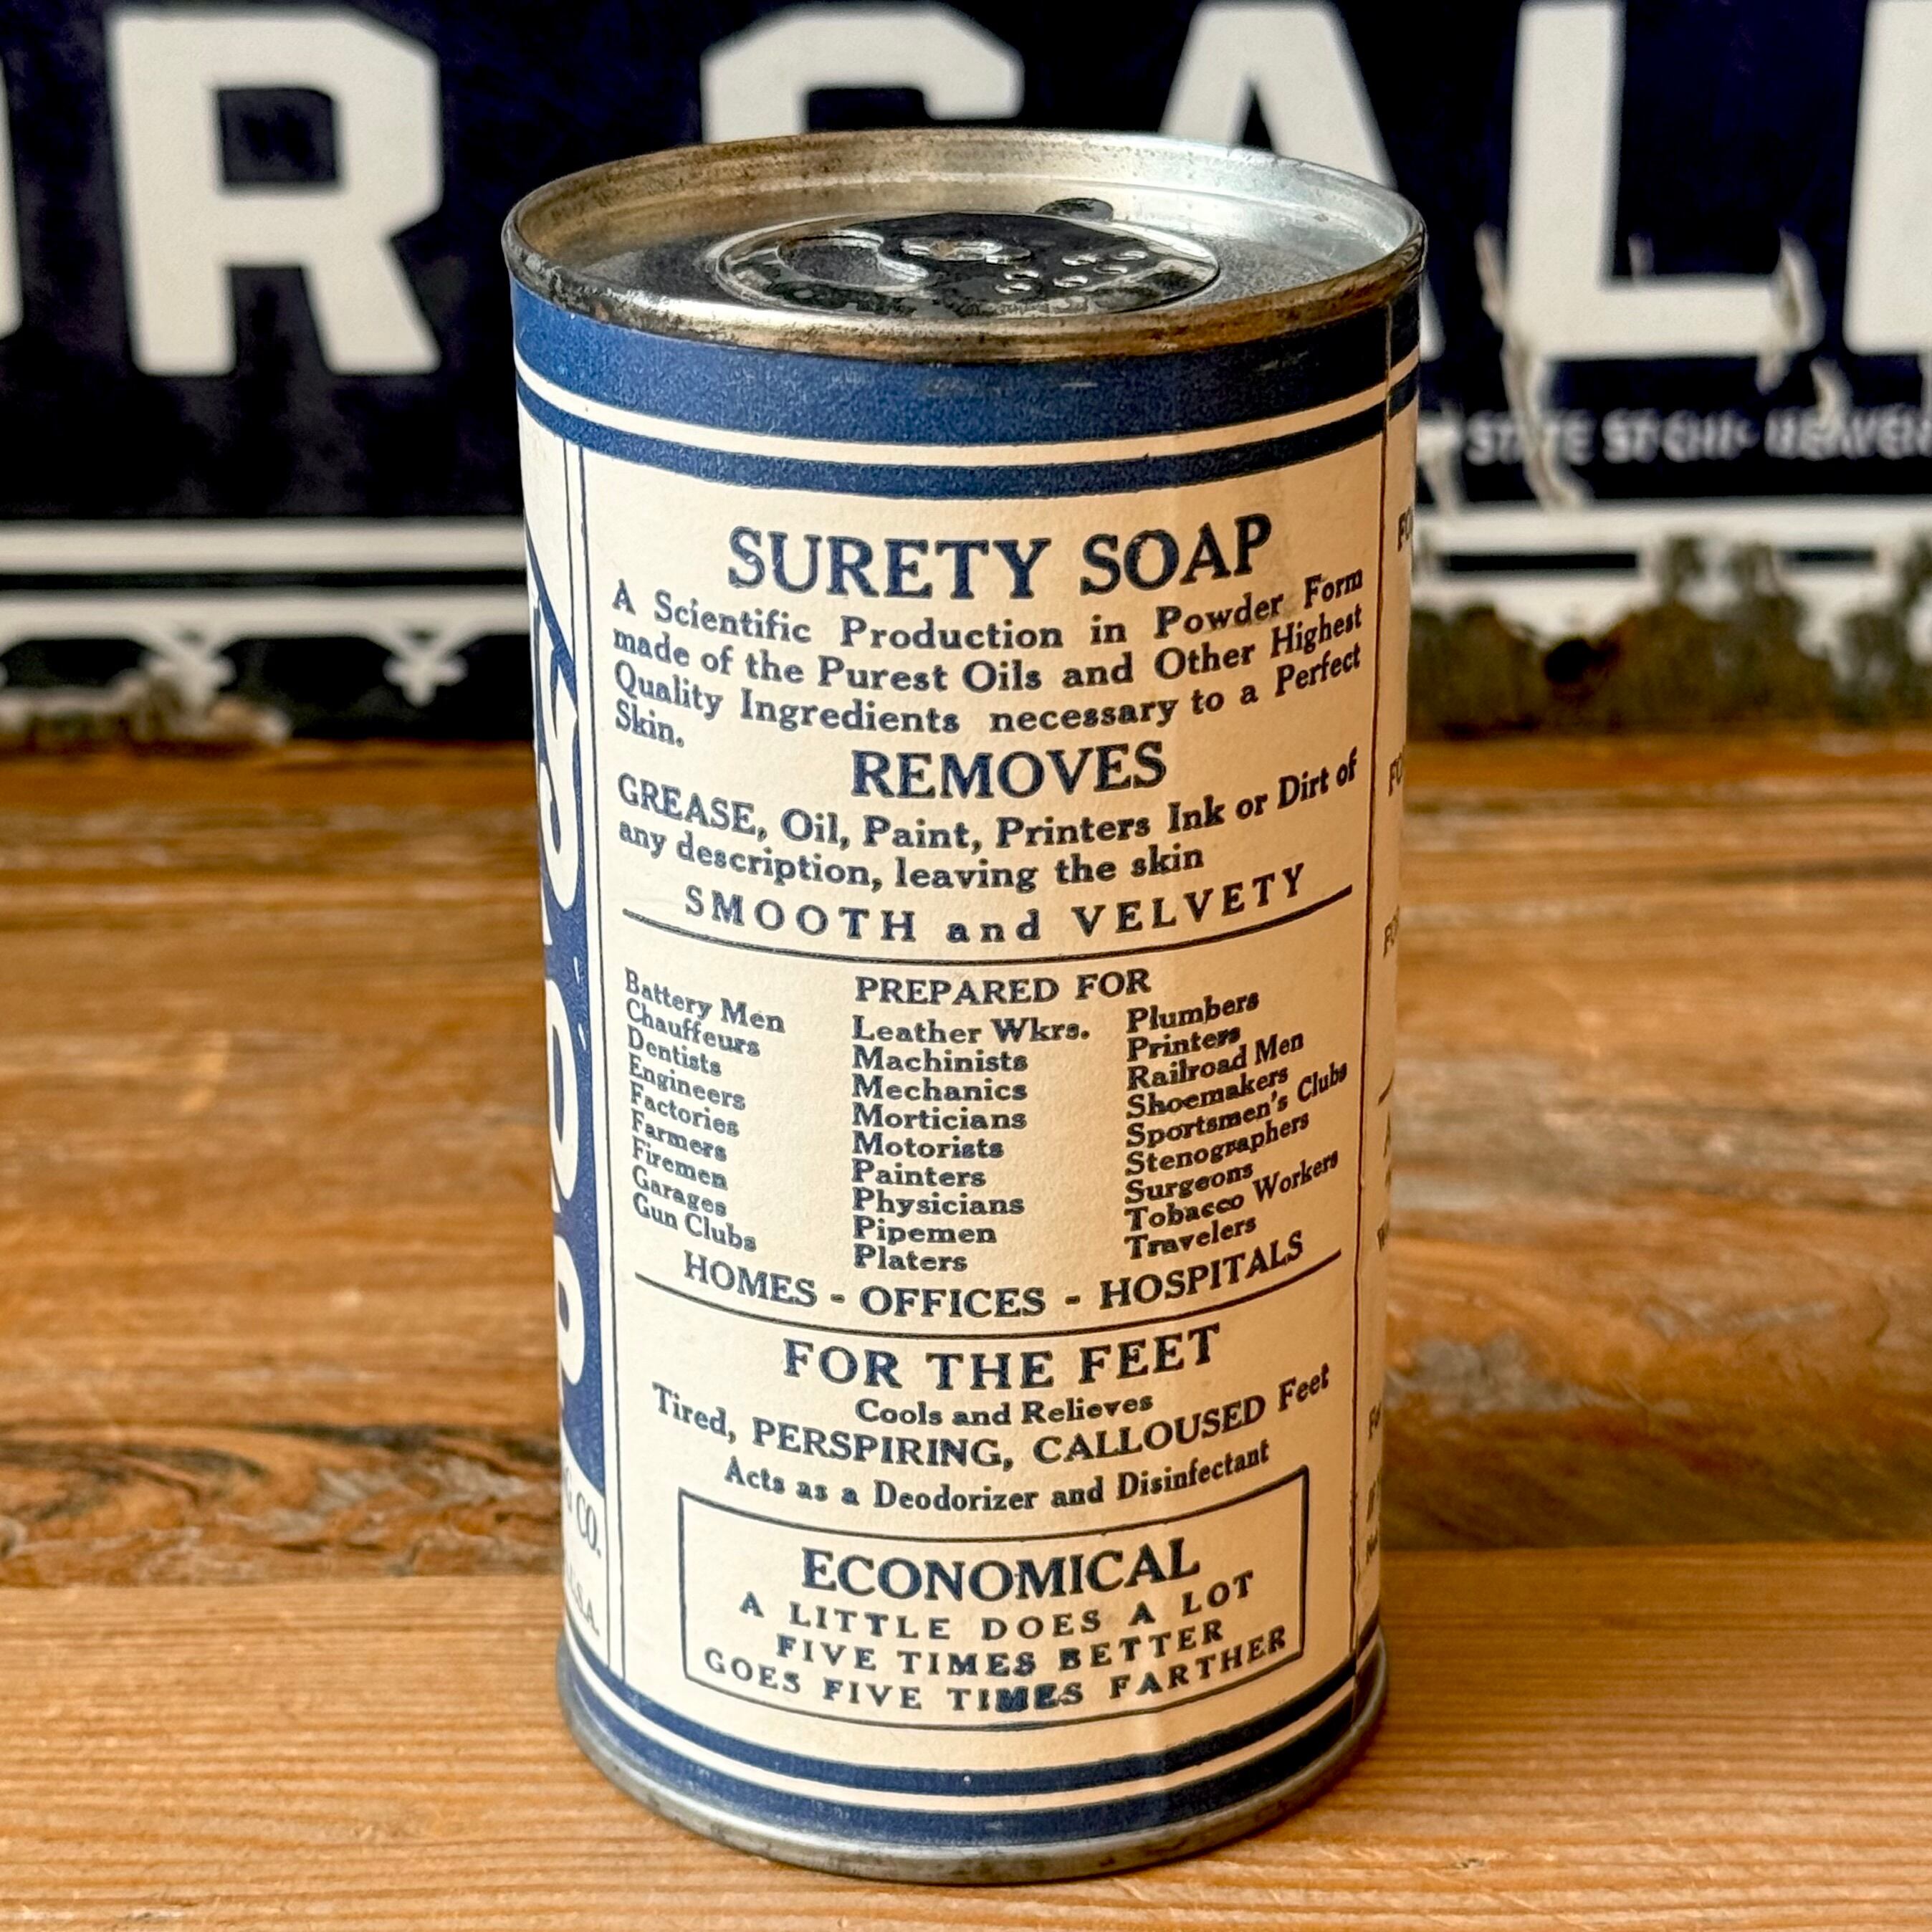 SURETY SOAP
A Scientific Production in Powder Form
made of the Purest Oils and Other Highest
Quality Ingredients necessary to a Perfect
Skin.
REMOVES
GREASE, Oil, Paint, Printers Ink or Dirt of
any description, leaving the skin
SMOOTH and VELVETY
PREPARED FOR
Battery Men
Chauffeurs
Dentists
Engineers
Factories
Farmers
Firemen
Garages
Gun Clubs
Leather Wkrs.
Machinists
Mechanics
Morticians
Motorists
Painters
Physicians
Pipemen
Platers
Plumbers
Printers
Railroad Men
Shoemakers
Sportsmen's Clubs
Stenographers
Surgeons
Tobacco Workers
Travelers
HOMES - OFFICES - HOSPITALS
FOR THE FEET
Cools and Relieves
Tired, PERSPIRING, CALLOUSED Feet
Acts as a Deodorizer and Disinfectant
ECONOMICAL
A LITTLE DOES A LOT
FIVE TIMES BETTER
GOES FIVE TIMES FARTHER
CO.
STATE ST CHI-